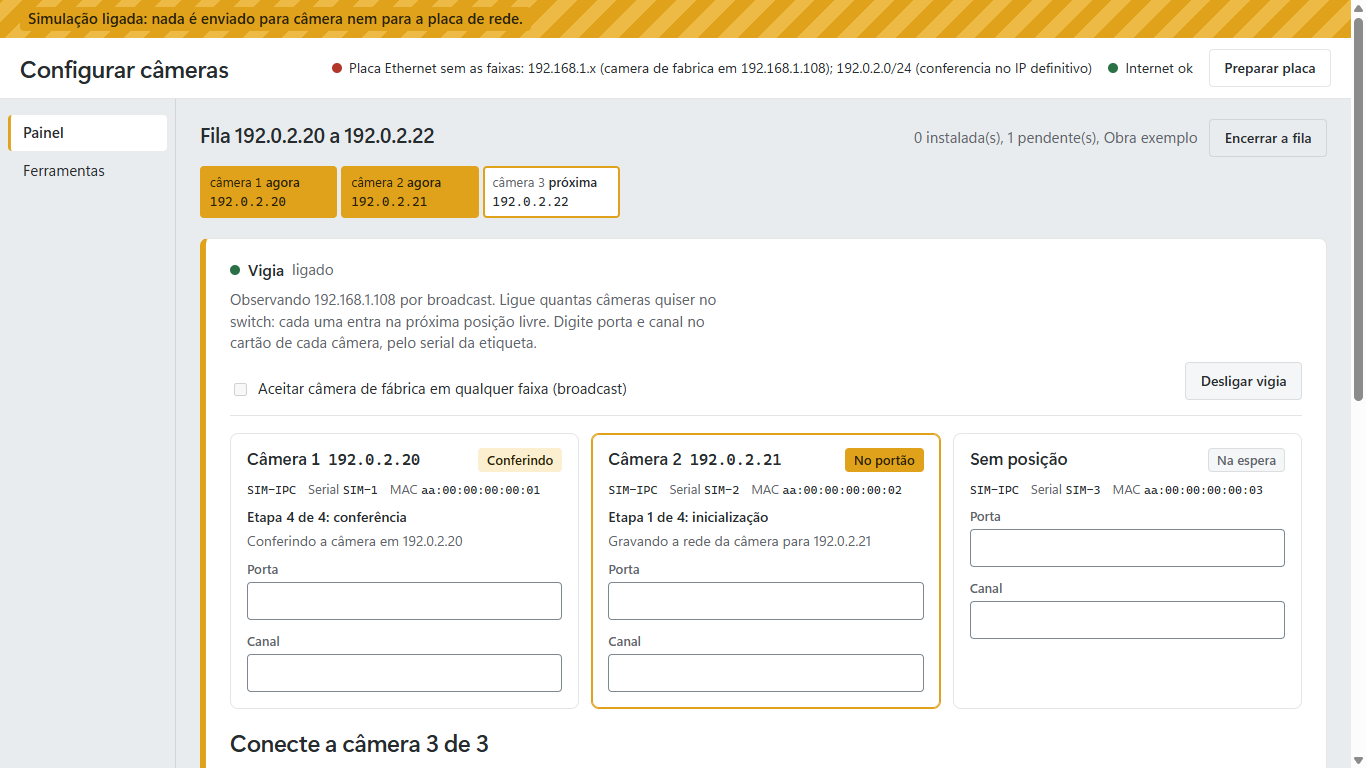 Simulação ligada: nada é enviado para câmera nem para a placa de rede.
Configurar câmeras
Placa Ethernet sem as faixas: 192.168.1.x (camera de fabrica em 192.168.1.108); 192.0.2.0/24 (conferencia no IP definitivo)
Internet ok
Preparar placa
Painel
Ferramentas
Fila 192.0.2.20 a 192.0.2.22
0 instalada(s), 1 pendente(s), Obra exemplo
Encerrar a fila
câmera 1 agora
192.0.2.20
câmera 2 agora
192.0.2.21
câmera 3 próxima
192.0.2.22
Vigia ligado
Observando 192.168.1.108 por broadcast. Ligue quantas câmeras quiser no
switch: cada uma entra na próxima posição livre. Digite porta e canal no
cartão de cada câmera, pelo serial da etiqueta.
Aceitar câmera de fábrica em qualquer faixa (broadcast)
Desligar vigia
Câmera 1 192.0.2.20
Conferindo
SIM-IPC Serial SIM-1 MAC aa:00:00:00:00:01
Etapa 4 de 4: conferência
Conferindo a câmera em 192.0.2.20
Porta
Canal
Câmera 2 192.0.2.21
No portão
SIM-IPC Serial SIM-2 MAC aa:00:00:00:00:02
Etapa 1 de 4: inicialização
Gravando a rede da câmera para 192.0.2.21
Porta
Canal
Sem posição
Na espera
SIM-IPC Serial SIM-3 MAC aa:00:00:00:00:03
Porta
Canal
Conecte a câmera 3 de 3